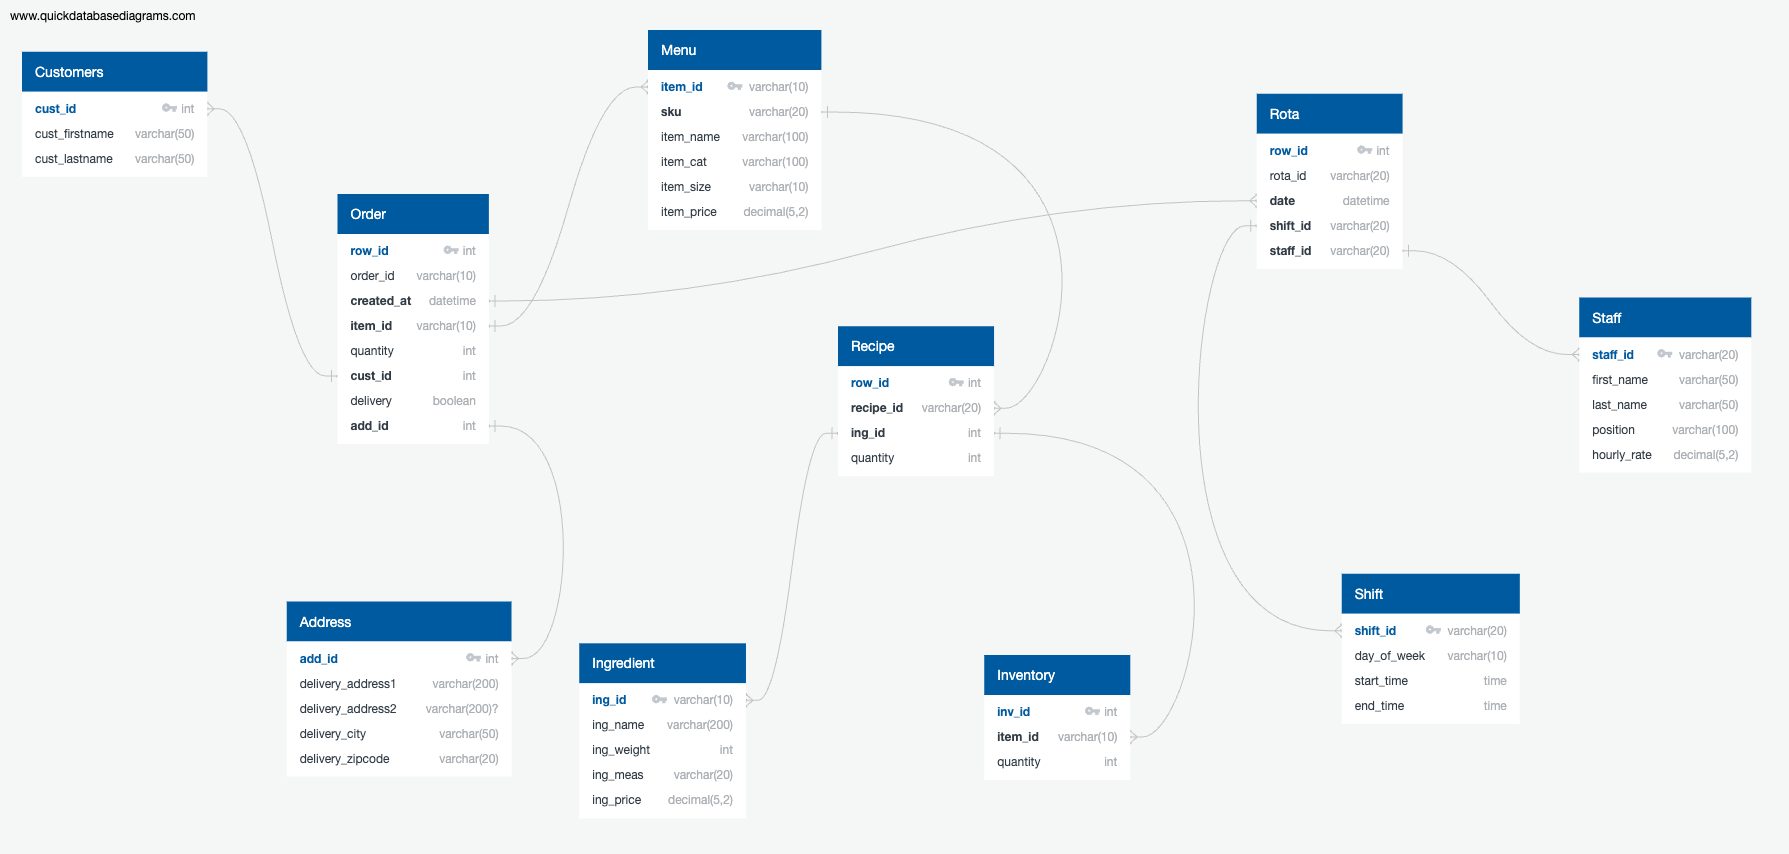 www.quickdatabasediagrams.com
Customers
cust_id int
cust_firstname varchar(50)
cust_lastname varchar(50)
Order
row_id int
order_id varchar(10)
created_at datetime
item_id varchar(10)
quantity int
cust_id int
delivery boolean
add_id int
Menu
item_id varchar(10)
sku varchar(20)
item_name varchar(100)
item_cat varchar(100)
item_size varchar(10)
item_price decimal(5,2)
Rota
row_id int
rota_id varchar(20)
date datetime
shift_id varchar(20)
staff_id varchar(20)
Staff
staff_id varchar(20)
first_name varchar(50)
last_name varchar(50)
position varchar(100)
hourly_rate decimal(5,2)
Recipe
row_id int
recipe_id varchar(20)
ing_id int
quantity int
Address
add_id int
delivery_address1 varchar(200)
delivery_address2 varchar(200)?
delivery_city varchar(50)
delivery_zipcode varchar(20)
Ingredient
ing_id varchar(10)
ing_name varchar(200)
ing_weight int
ing_meas varchar(20)
ing_price decimal(5,2)
Inventory
inv_id int
item_id varchar(10)
quantity int
Shift
shift_id varchar(20)
day_of_week varchar(10)
start_time time
end_time time